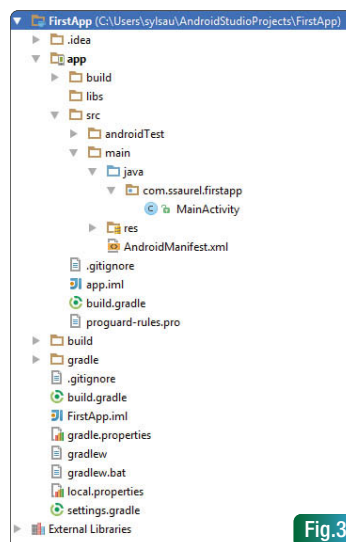 FirstApp (C:\Users\sylsau\AndroidStudioProjects\FirstApp)
.idea
app
build
libs
src
androidTest
main
java
com.ssaurel.firstapp
MainActivity
res
AndroidManifest.xml
.gitignore
app.iml
build.gradle
proguard-rules.pro
build
gradle
.gitignore
build.gradle
FirstApp.iml
gradle.properties
gradlew
gradlew.bat
local.properties
settings.gradle
External Libraries
Fig.3